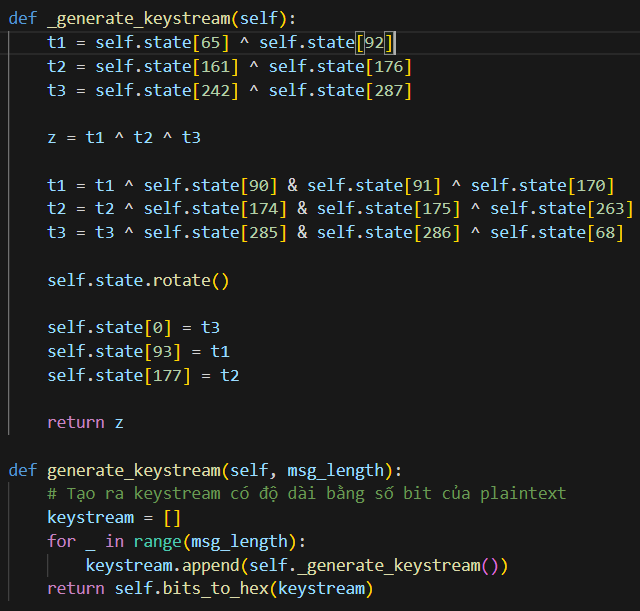 def _generate_keystream(self):
    t1 = self.state[65] ^ self.state[92]
    t2 = self.state[161] ^ self.state[176]
    t3 = self.state[242] ^ self.state[287]

    z = t1 ^ t2 ^ t3

    t1 = t1 ^ self.state[90] & self.state[91] ^ self.state[170]
    t2 = t2 ^ self.state[174] & self.state[175] ^ self.state[263]
    t3 = t3 ^ self.state[285] & self.state[286] ^ self.state[68]

    self.state.rotate()

    self.state[0] = t3
    self.state[93] = t1
    self.state[177] = t2

    return z

def generate_keystream(self, msg_length):
    # Tạo ra keystream có độ dài bằng số bit của plaintext
    keystream = []
    for _ in range(msg_length):
        keystream.append(self._generate_keystream())
    return self.bits_to_hex(keystream)